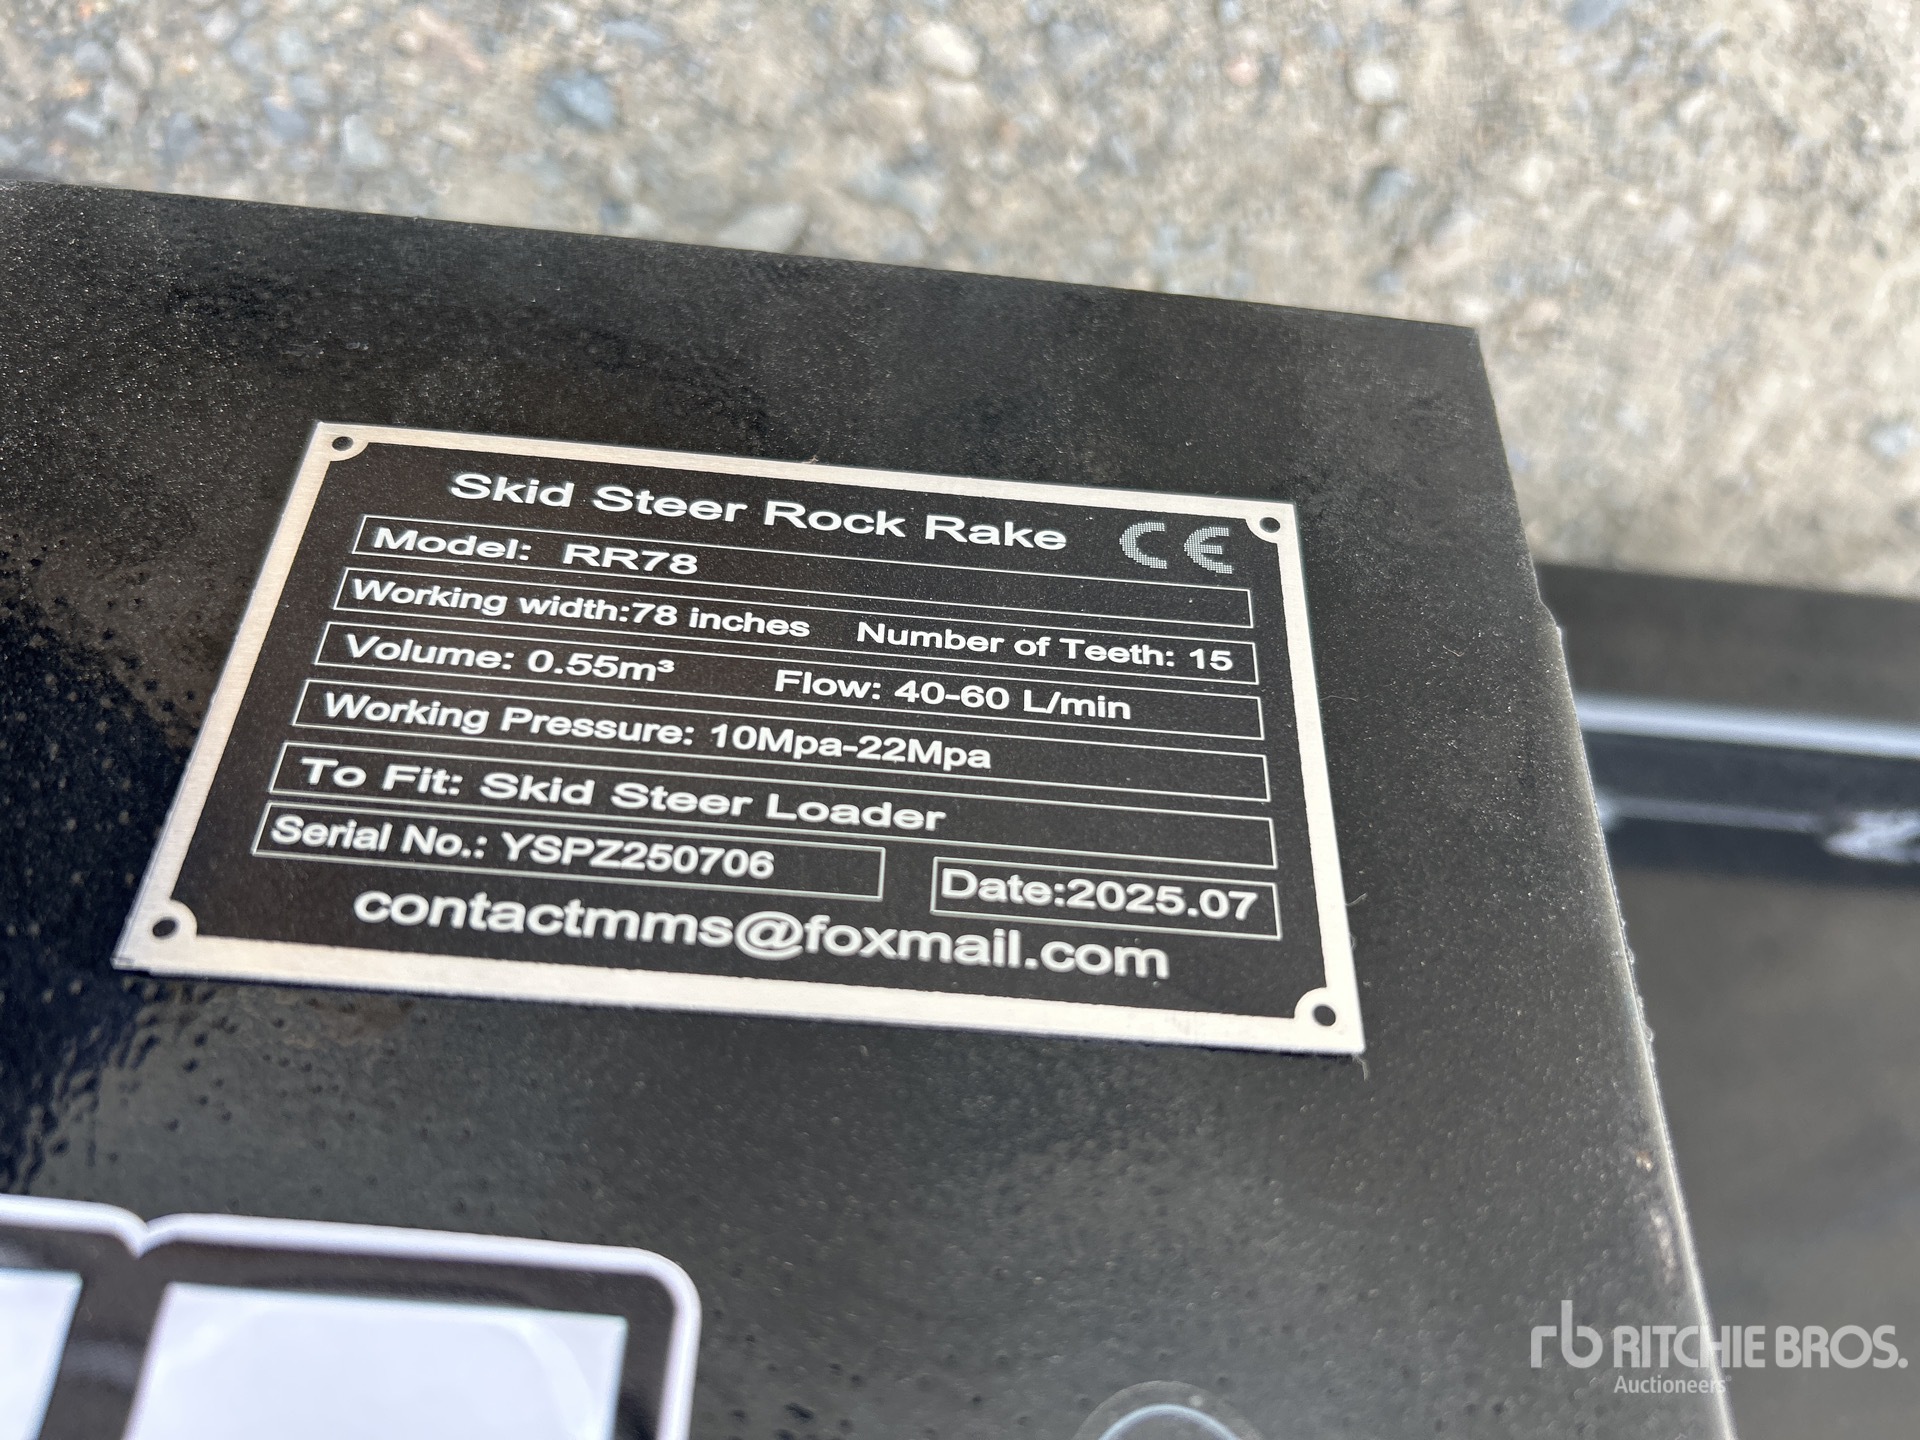 Skid Steer Rock Rake CE
Model: RR78
Working width:78 inches Number of Teeth: 15
Volume: 0.55m³ Flow: 40-60 L/min
Working Pressure: 10Mpa-22Mpa
To Fit: Skid Steer Loader
Serial No.: YSPZ250706 Date:2025.07
contactmms@foxmail.com
rb RITCHIE BROS.
Auctioneers